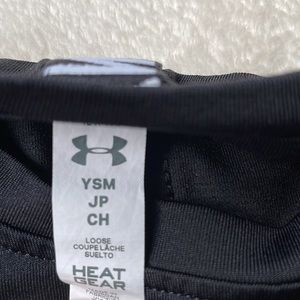 YSM
JP
CH
LOOSE
COUPE LÂCHE
SUELTO
HEAT
GEAR